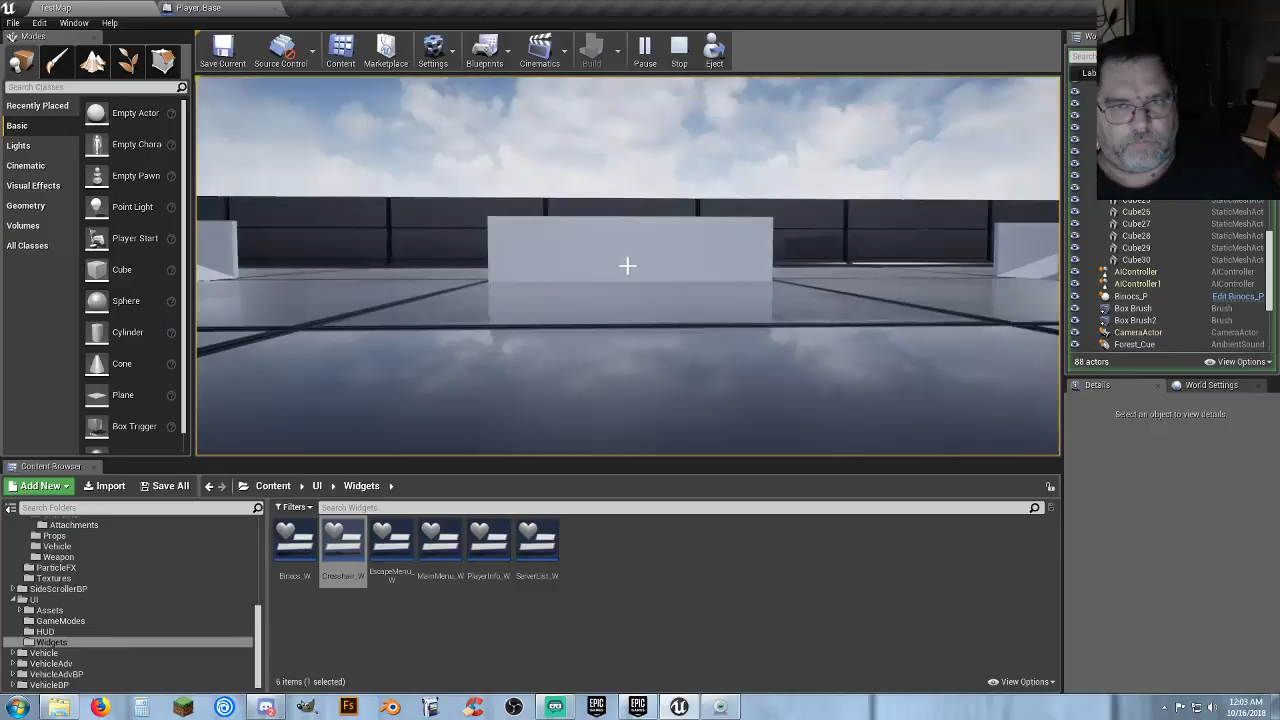 TestMap
Player.Base
File Edit Window Help
Modes
Search Classes
Recently Placed
Basic
Lights
Cinematic
Visual Effects
Geometry
Volumes
All Classes
Empty Actor
Empty Chara
Empty Pawn
Point Light
Player Start
Cube
Sphere
Cylinder
Cone
Plane
Box Trigger
Save Current Source Control Content Marketplace Settings Blueprints Cinematics Build Pause Stop Eject
Lab
Cube26 StaticMeshAct
Cube27 StaticMeshAct
Cube28 StaticMeshAct
Cube29 StaticMeshAct
Cube30 StaticMeshAct
AIController AIController
AIController1 AIController
Binocs_P Edit Binocs_P
Box Brush Brush
Box Brush2 Brush
CameraActor CameraActor
Forest_Cue AmbientSound
88 actors View Options
Details World Settings
Select an object to view details.
Content Browser
Add New Import Save All Content UI Widgets
Search Folders
Filters Search Widgets
Attachments
Props
Vehicle
Weapon
ParticleFX
Textures
SideScrollerBP
UI
Assets
GameModes
HUD
Widgets
Vehicle
VehicleAdv
VehicleAdvBP
VehicleBP
Binocs_W Crosshair_W EscapeMenu_W MainMenu_W PlayerInfo_W ServerList_W
6 items (1 selected) View Options
Fs
EPIC GAMES
EPIC GAMES
12:03 AM
10/16/2018